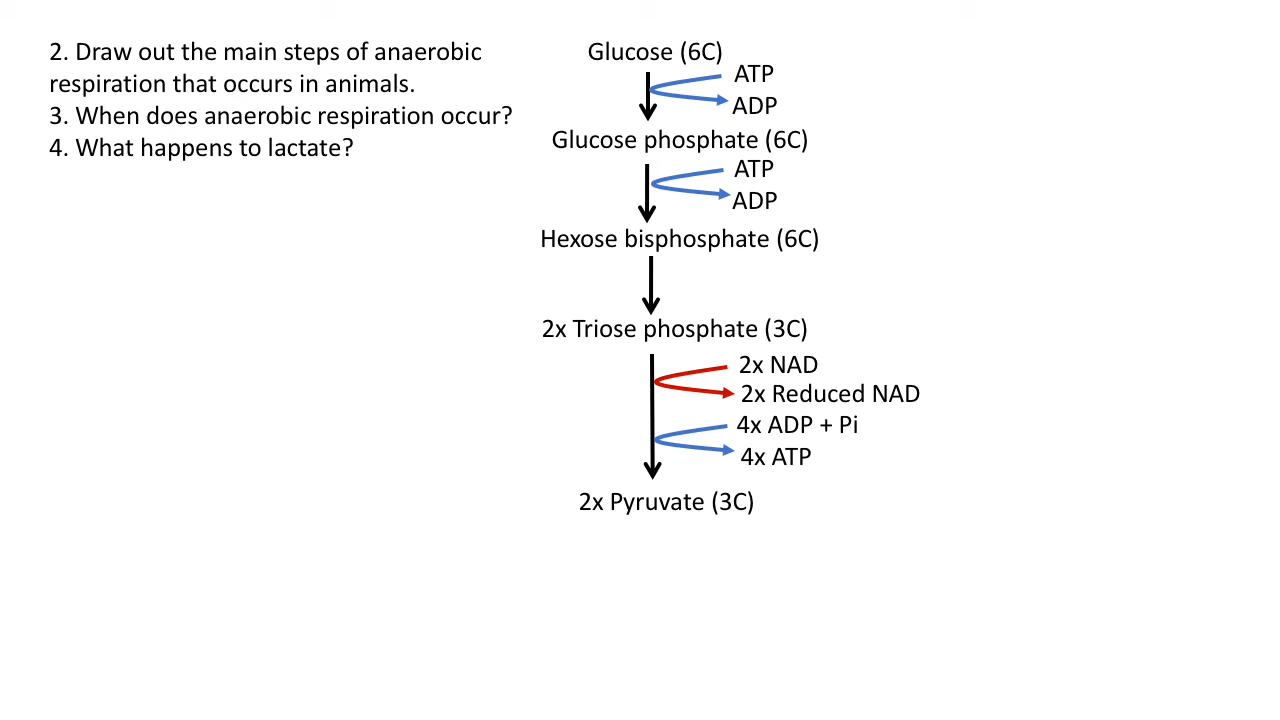 2. Draw out the main steps of anaerobic
respiration that occurs in animals.
3. When does anaerobic respiration occur?
4. What happens to lactate?
Glucose (6C)
ATP
ADP
Glucose phosphate (6C)
ATP
ADP
Hexose bisphosphate (6C)
2x Triose phosphate (3C)
2x NAD
2x Reduced NAD
4x ADP + Pi
4x ATP
2x Pyruvate (3C)